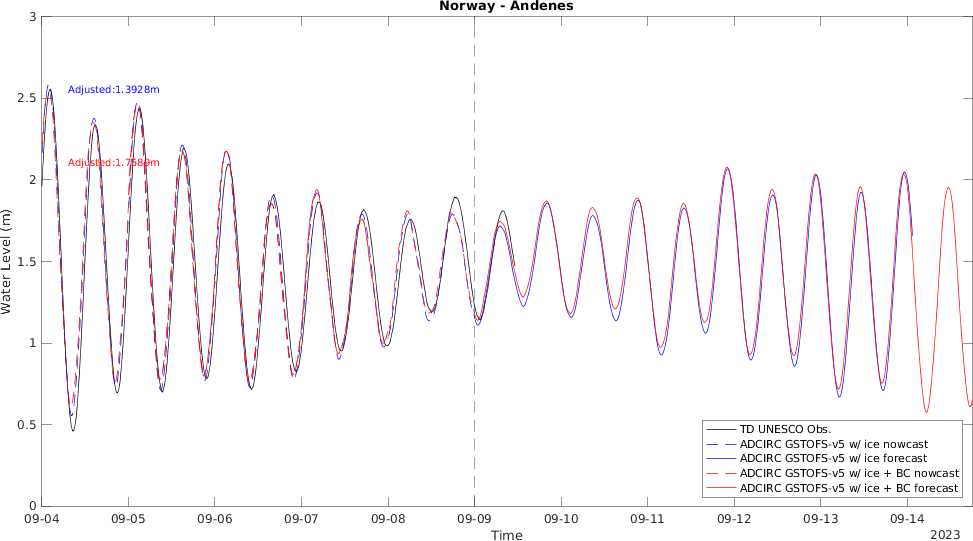 Norway - Andenes
3
2.5
2
1.5
1
0.5
0
Water Level (m)
Adjusted:1.3928m
Adjusted:1.7589m
TD UNESCO Obs.
ADCIRC GSTOFS-v5 w/ ice nowcast
ADCIRC GSTOFS-v5 w/ ice forecast
ADCIRC GSTOFS-v5 w/ ice + BC nowcast
ADCIRC GSTOFS-v5 w/ ice + BC forecast
09-04 09-05 09-06 09-07 09-08 09-09 09-10 09-11 09-12 09-13 09-14
Time
2023